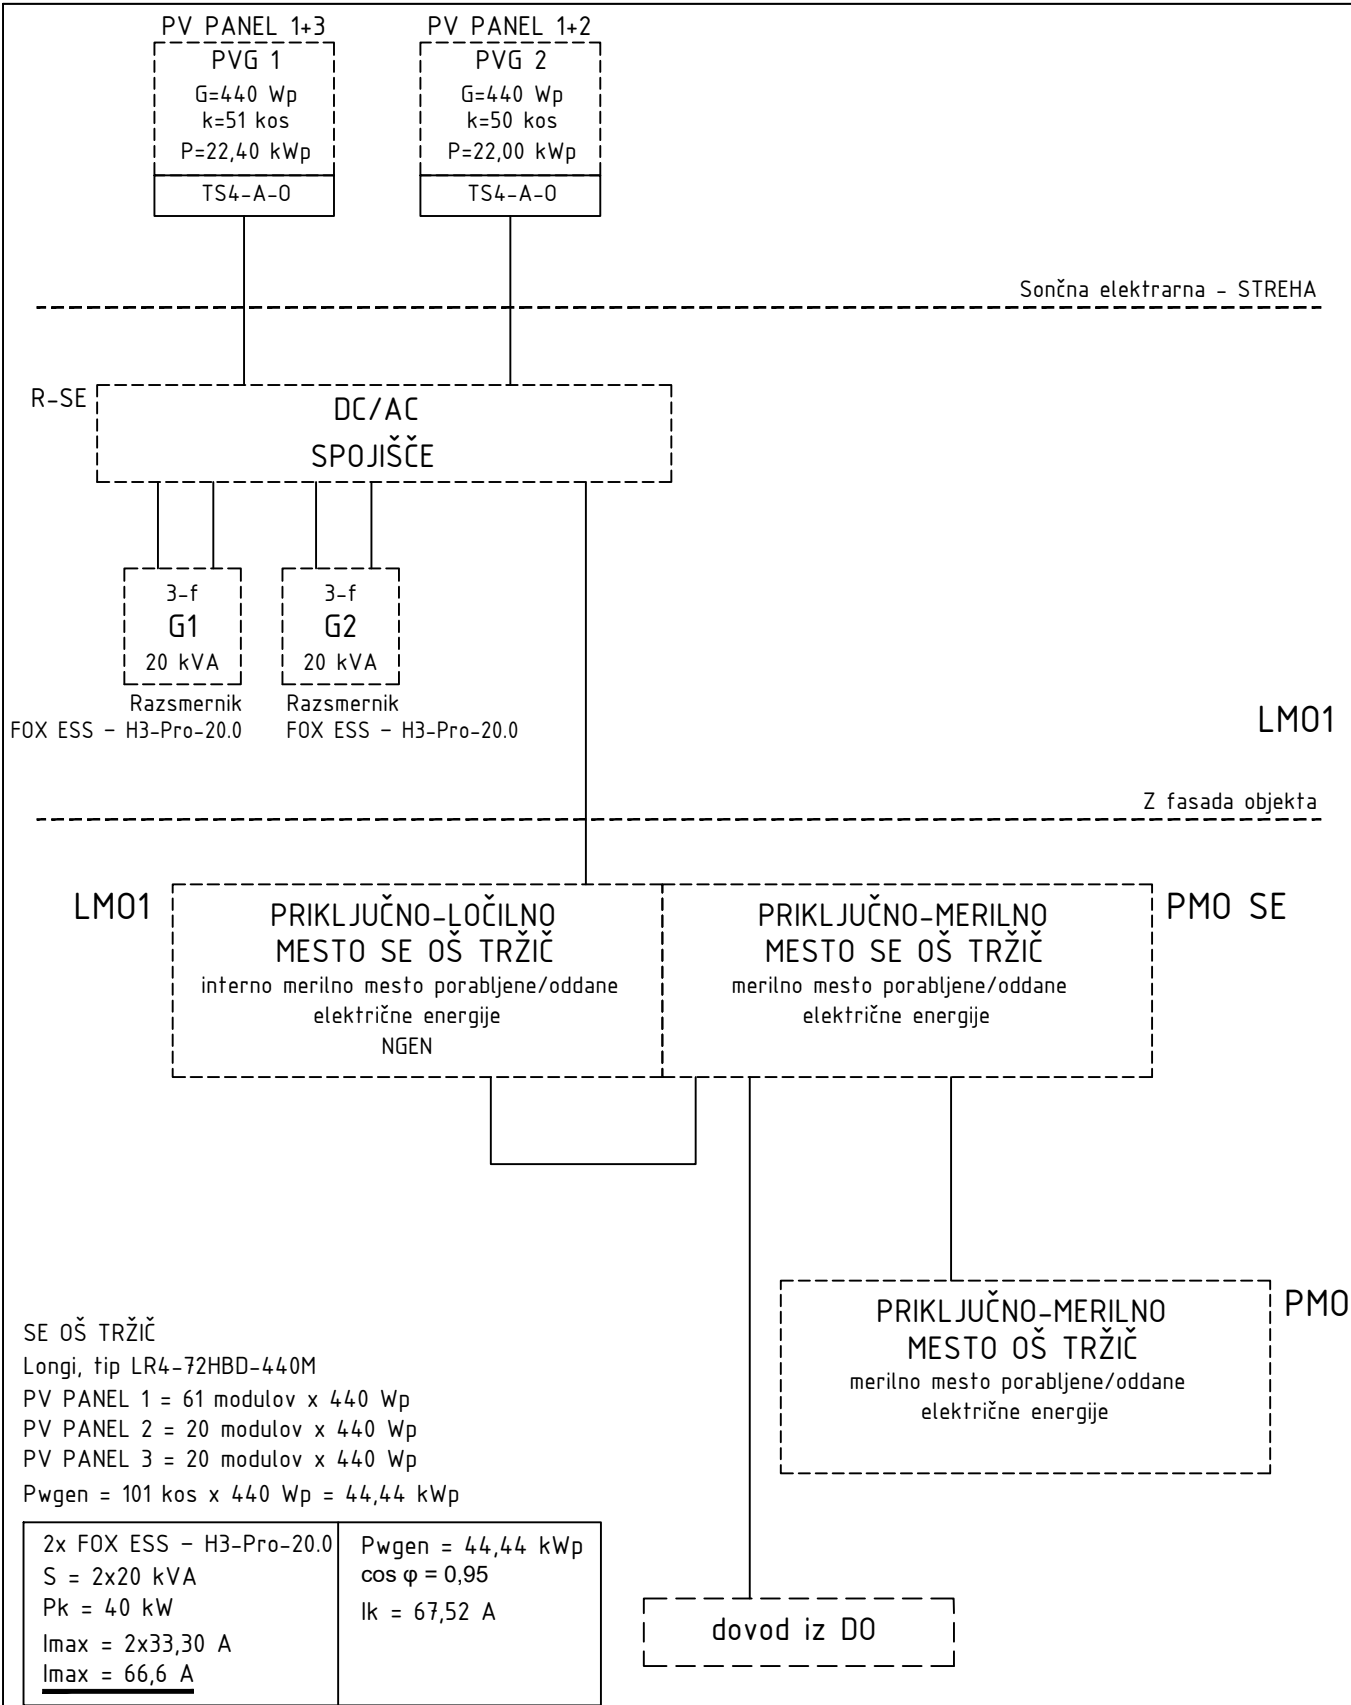 PV PANEL 1+3
PVG 1
G=440 Wp
k=51 kos
P=22,40 kWp
TS4-A-O
PV PANEL 1+2
PVG 2
G=440 Wp
k=50 kos
P=22,00 kWp
TS4-A-O
Sončna elektrarna - STREHA
R-SE
DC/AC
SPOJIŠČE
3-f
G1
20 kVA
Razsmernik
FOX ESS - H3-Pro-20.0
3-f
G2
20 kVA
Razsmernik
FOX ESS - H3-Pro-20.0
LMO1
Z fasada objekta
LMO1
PRIKLJUČNO-LOČILNO
MESTO SE OŠ TRŽIČ
interno merilno mesto porabljene/oddane
električne energije
NGEN
PRIKLJUČNO-MERILNO
MESTO SE OŠ TRŽIČ
merilno mesto porabljene/oddane
električne energije
PMO SE
PRIKLJUČNO-MERILNO
MESTO OŠ TRŽIČ
merilno mesto porabljene/oddane
električne energije
PMO
SE OŠ TRŽIČ
Longi, tip LR4-72HBD-440M
PV PANEL 1 = 61 modulov x 440 Wp
PV PANEL 2 = 20 modulov x 440 Wp
PV PANEL 3 = 20 modulov x 440 Wp
Pwgen = 101 kos x 440 Wp = 44,44 kWp
2x FOX ESS - H3-Pro-20.0
S = 2x20 kVA
Pk = 40 kW
Imax = 2x33,30 A
Imax = 66,6 A
Pwgen = 44,44 kWp
cos φ = 0,95
Ik = 67,52 A
dovod iz DO